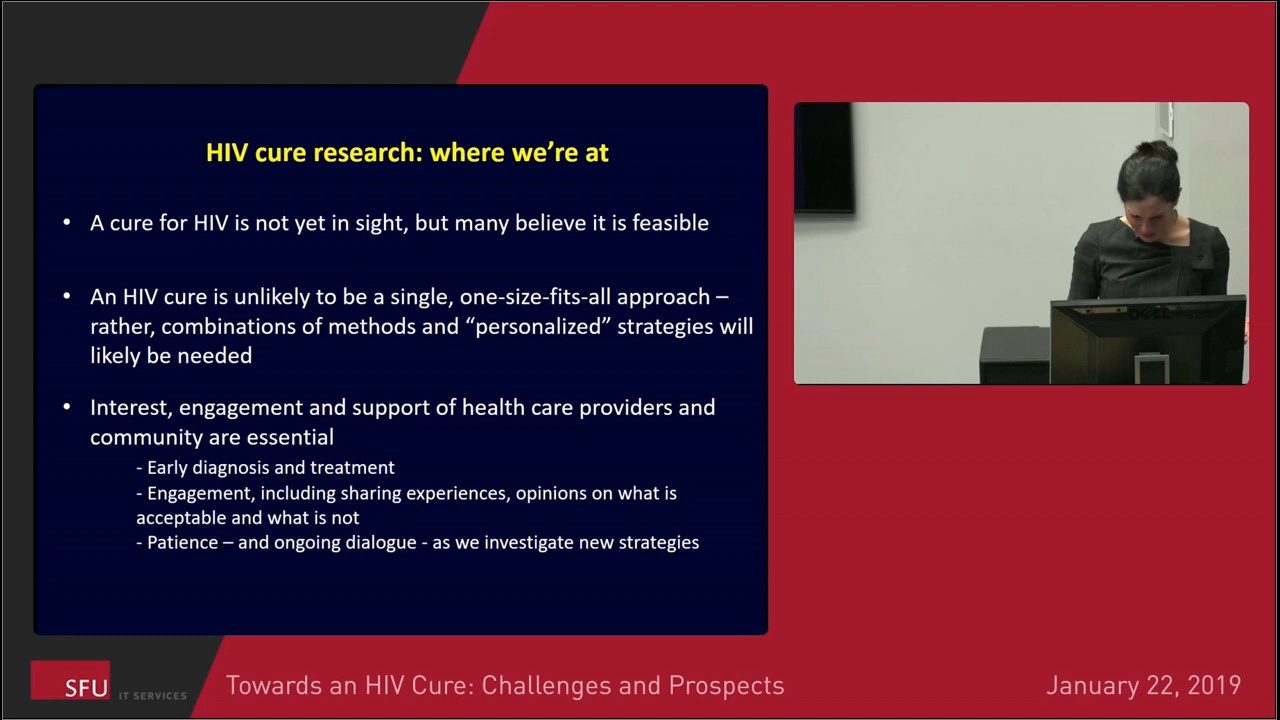 HIV cure research: where we’re at
• A cure for HIV is not yet in sight, but many believe it is feasible
• An HIV cure is unlikely to be a single, one-size-fits-all approach –
rather, combinations of methods and “personalized” strategies will
likely be needed
• Interest, engagement and support of health care providers and
community are essential
- Early diagnosis and treatment
- Engagement, including sharing experiences, opinions on what is
acceptable and what is not
- Patience – and ongoing dialogue - as we investigate new strategies
DELL
SFU IT SERVICES
Towards an HIV Cure: Challenges and Prospects
January 22, 2019